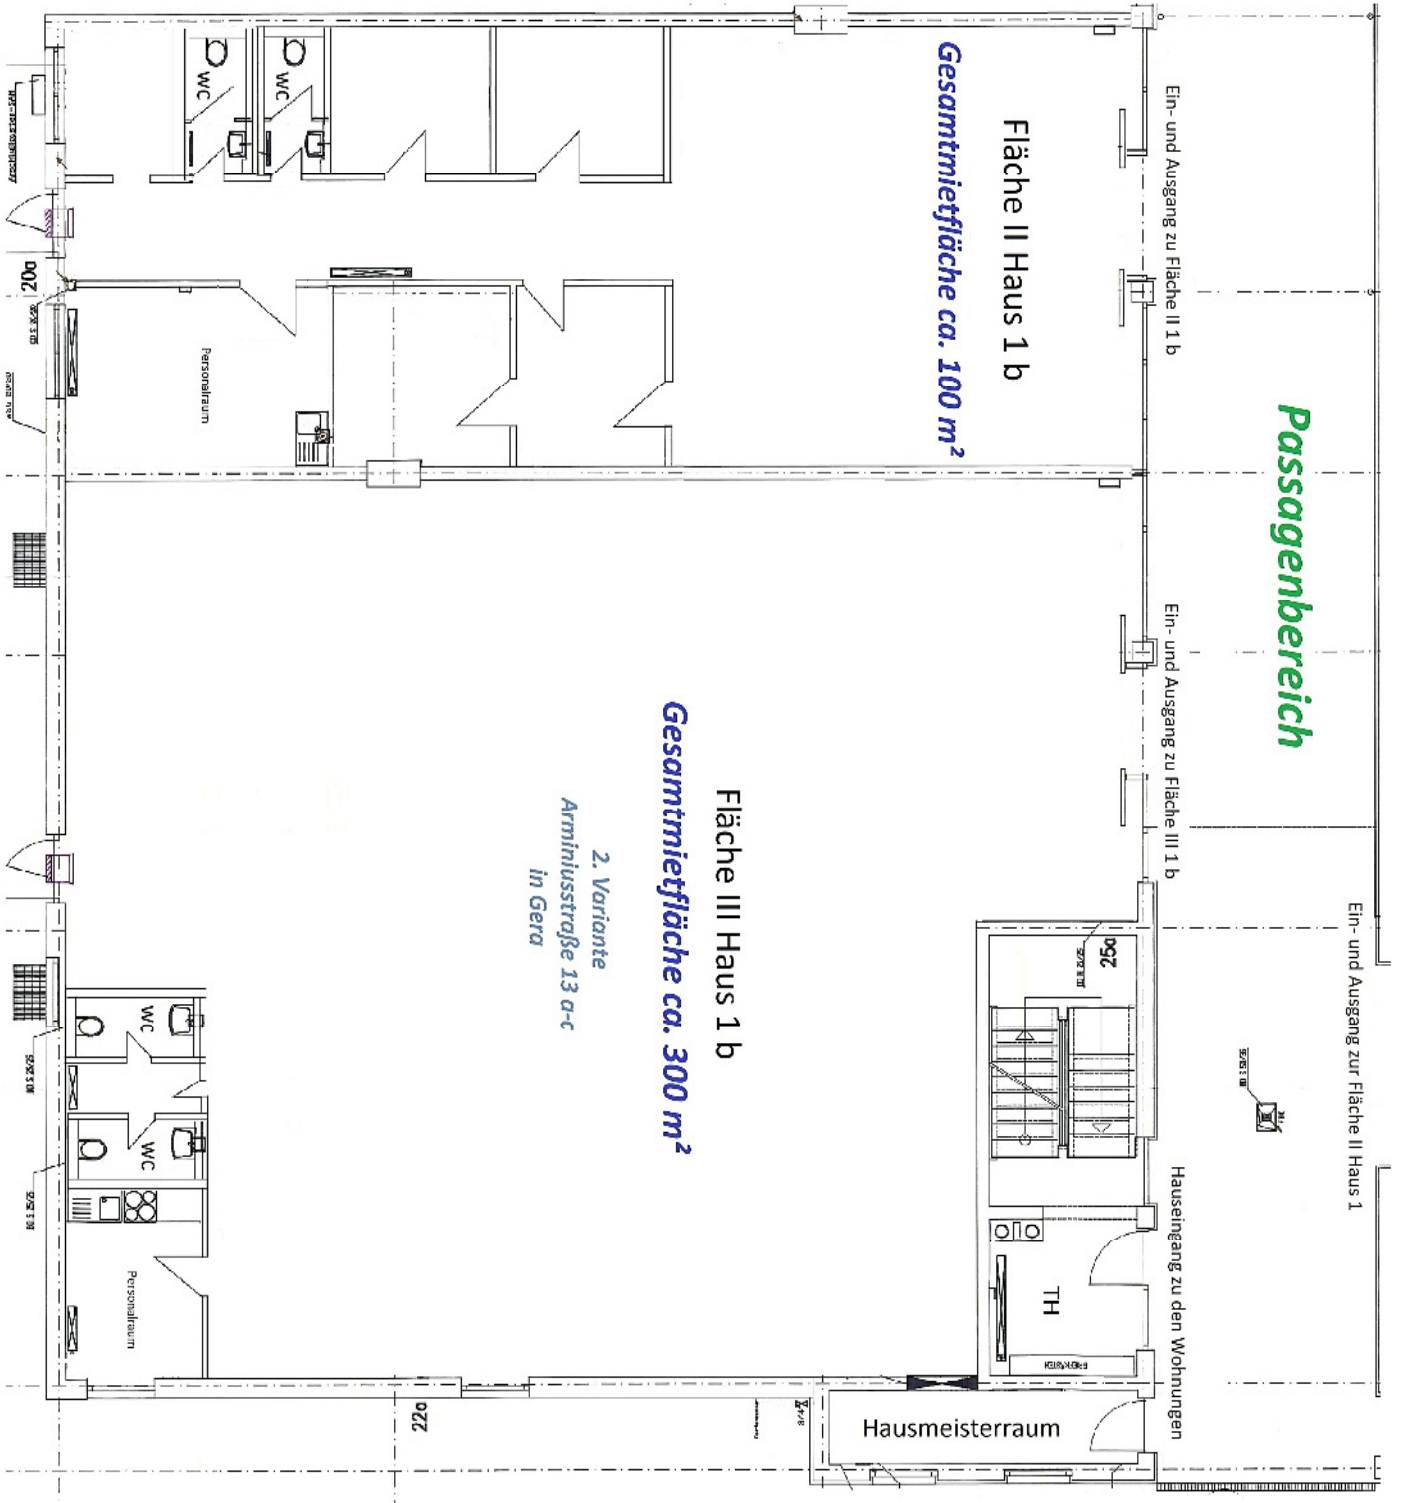 Passagenbereich
Ein- und Ausgang zu Fläche II 1 b
Ein- und Ausgang zu Fläche III 1 b
Ein- und Ausgang zur Fläche II Haus 1
Hauseingang zu den Wohnungen
Fläche II Haus 1 b
Gesamtmietfläche ca. 100 m²
WC
WC
Personalraum
20a
Fläche III Haus 1 b
Gesamtmietfläche ca. 300 m²
2. Variante
Arminiusstraße 13 a-c
in Gera
25a
TH
Hausmeisterraum
22a
WC
WC
Personalraum